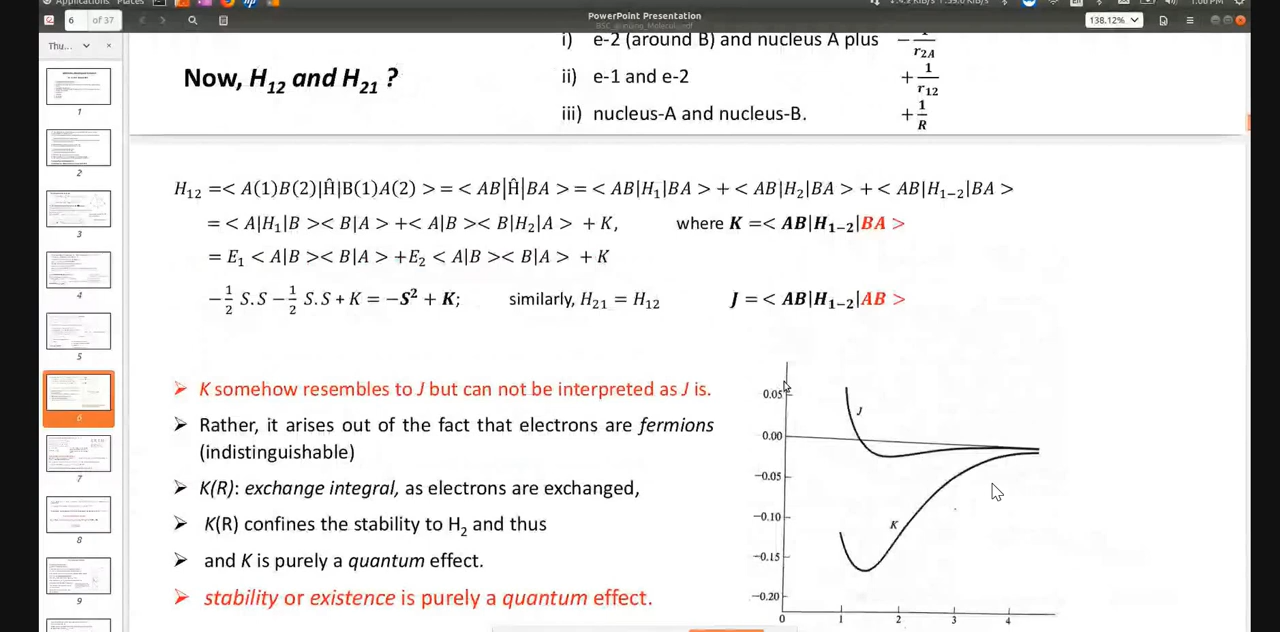 Applications Places
PowerPoint Presentation
6 of 37
138.12%
Thu...
i) e-2 (around B) and nucleus A plus − 1/r2A
Now, H12 and H21 ?
ii) e-1 and e-2 + 1/r12
iii) nucleus-A and nucleus-B. + 1/R
H12 =< A(1)B(2)|Ĥ|B(1)A(2) > = < AB|Ĥ|BA > = < AB|H1|BA > + < AB|H2|BA > + < AB|H1−2|BA >
= < A|H1|B >< B|A > +< A|B >< B|H2|A > + K, where K =< AB|H1−2|BA >
= E1 < A|B >< B|A > +E2 < A|B >< B|A > + K
− 1/2 S.S − 1/2 S.S + K = −S² + K; similarly, H21 = H12 J = < AB|H1−2|AB >
➢ K somehow resembles to J but can not be interpreted as J is.
➢ Rather, it arises out of the fact that electrons are fermions
(indistinguishable)
➢ K(R): exchange integral, as electrons are exchanged,
➢ K(R) confines the stability to H2 and thus
➢ and K is purely a quantum effect.
➢ stability or existence is purely a quantum effect.
0.05
J
0.00
−0.05
−0.10
K
−0.15
−0.20
0 1 2 3 4
1
2
3
4
5
6
7
8
9